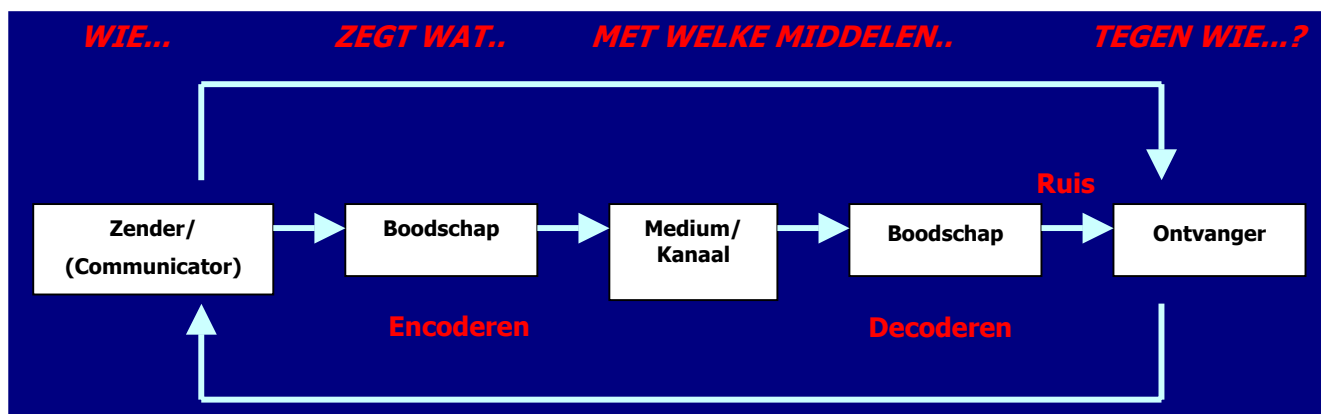 WIE...
ZEGT WAT..
MET WELKE MIDDELEN..
TEGEN WIE...?
Ruis
Zender/
(Communicator)
Boodschap
Medium/
Kanaal
Boodschap
Ontvanger
Encoderen
Decoderen